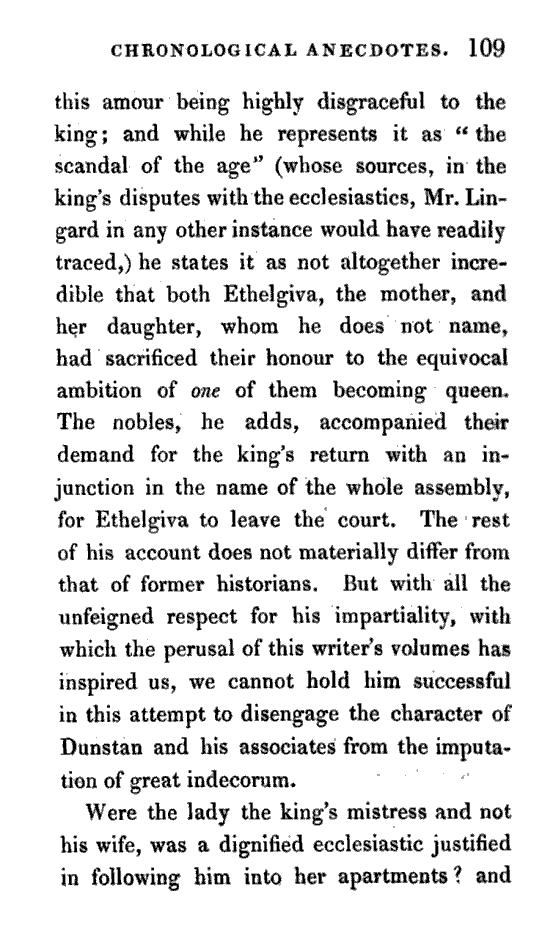 CHRONOLOGICAL ANECDOTES. 109
this amour being highly disgraceful to the
king; and while he represents it as “the
scandal of the age” (whose sources, in the
king's disputes with the ecclesiastics, Mr. Lin-
gard in any other instance would have readily
traced,) he states it as not altogether incre-
dible that both Ethelgiva, the mother, and
her daughter, whom he does not name,
had sacrificed their honour to the equivocal
ambition of one of them becoming queen.
The nobles, he adds, accompanied their
demand for the king's return with an in-
junction in the name of the whole assembly,
for Ethelgiva to leave the court. The rest
of his account does not materially differ from
that of former historians. But with all the
unfeigned respect for his impartiality, with
which the perusal of this writer's volumes has
inspired us, we cannot hold him successful
in this attempt to disengage the character of
Dunstan and his associates from the imputa-
tion of great indecorum.
Were the lady the king's mistress and not
his wife, was a dignified ecclesiastic justified
in following him into her apartments? and